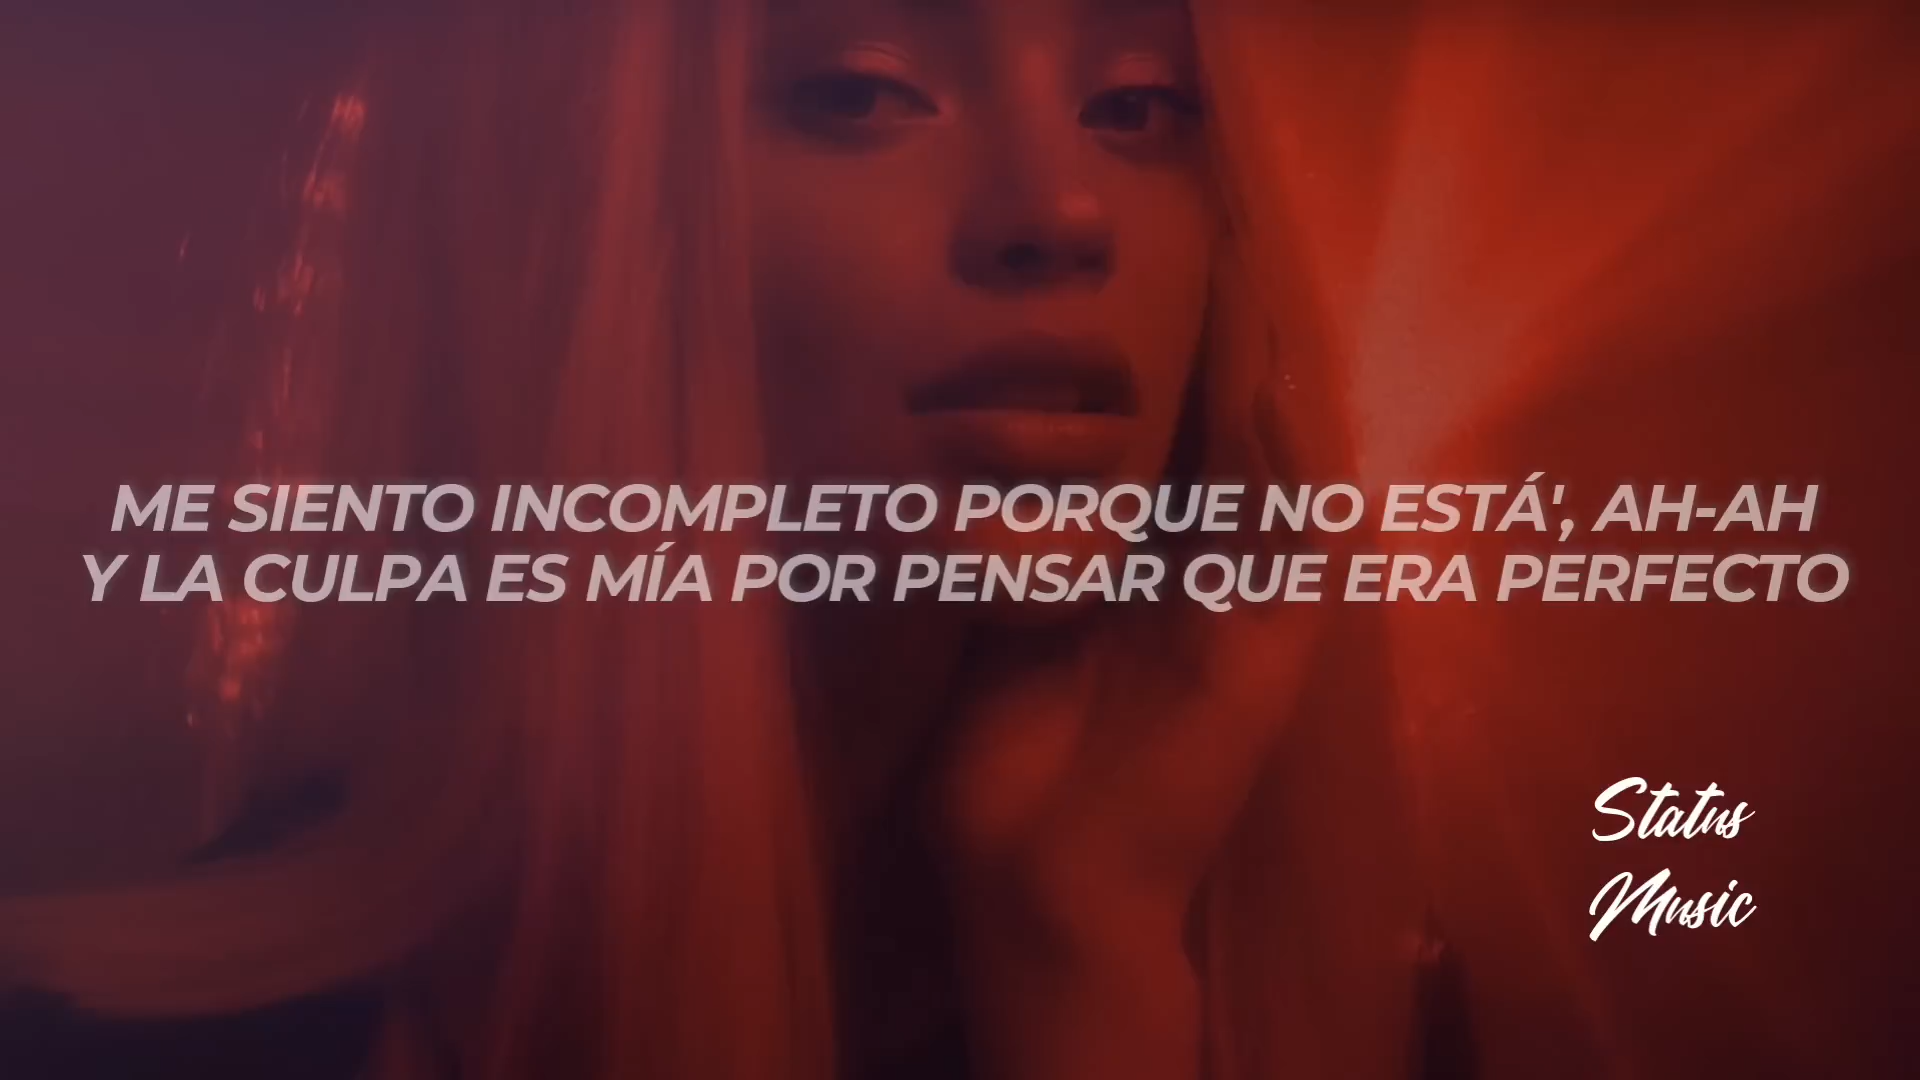 ME SIENTO INCOMPLETO PORQUE NO ESTÁ', AH-AH
Y LA CULPA ES MÍA POR PENSAR QUE ERA PERFECTO
Status
Music